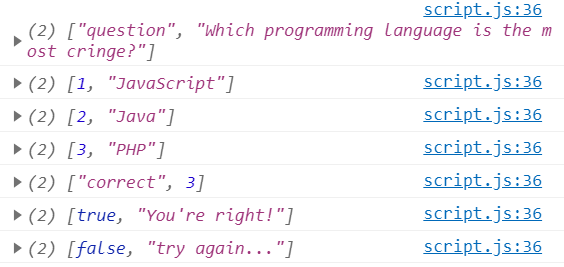 script.js:36
(2) ["question", "Which programming language is the m
ost cringe?"]
(2) [1, "JavaScript"] script.js:36
(2) [2, "Java"] script.js:36
(2) [3, "PHP"] script.js:36
(2) ["correct", 3] script.js:36
(2) [true, "You're right!"] script.js:36
(2) [false, "try again..."] script.js:36